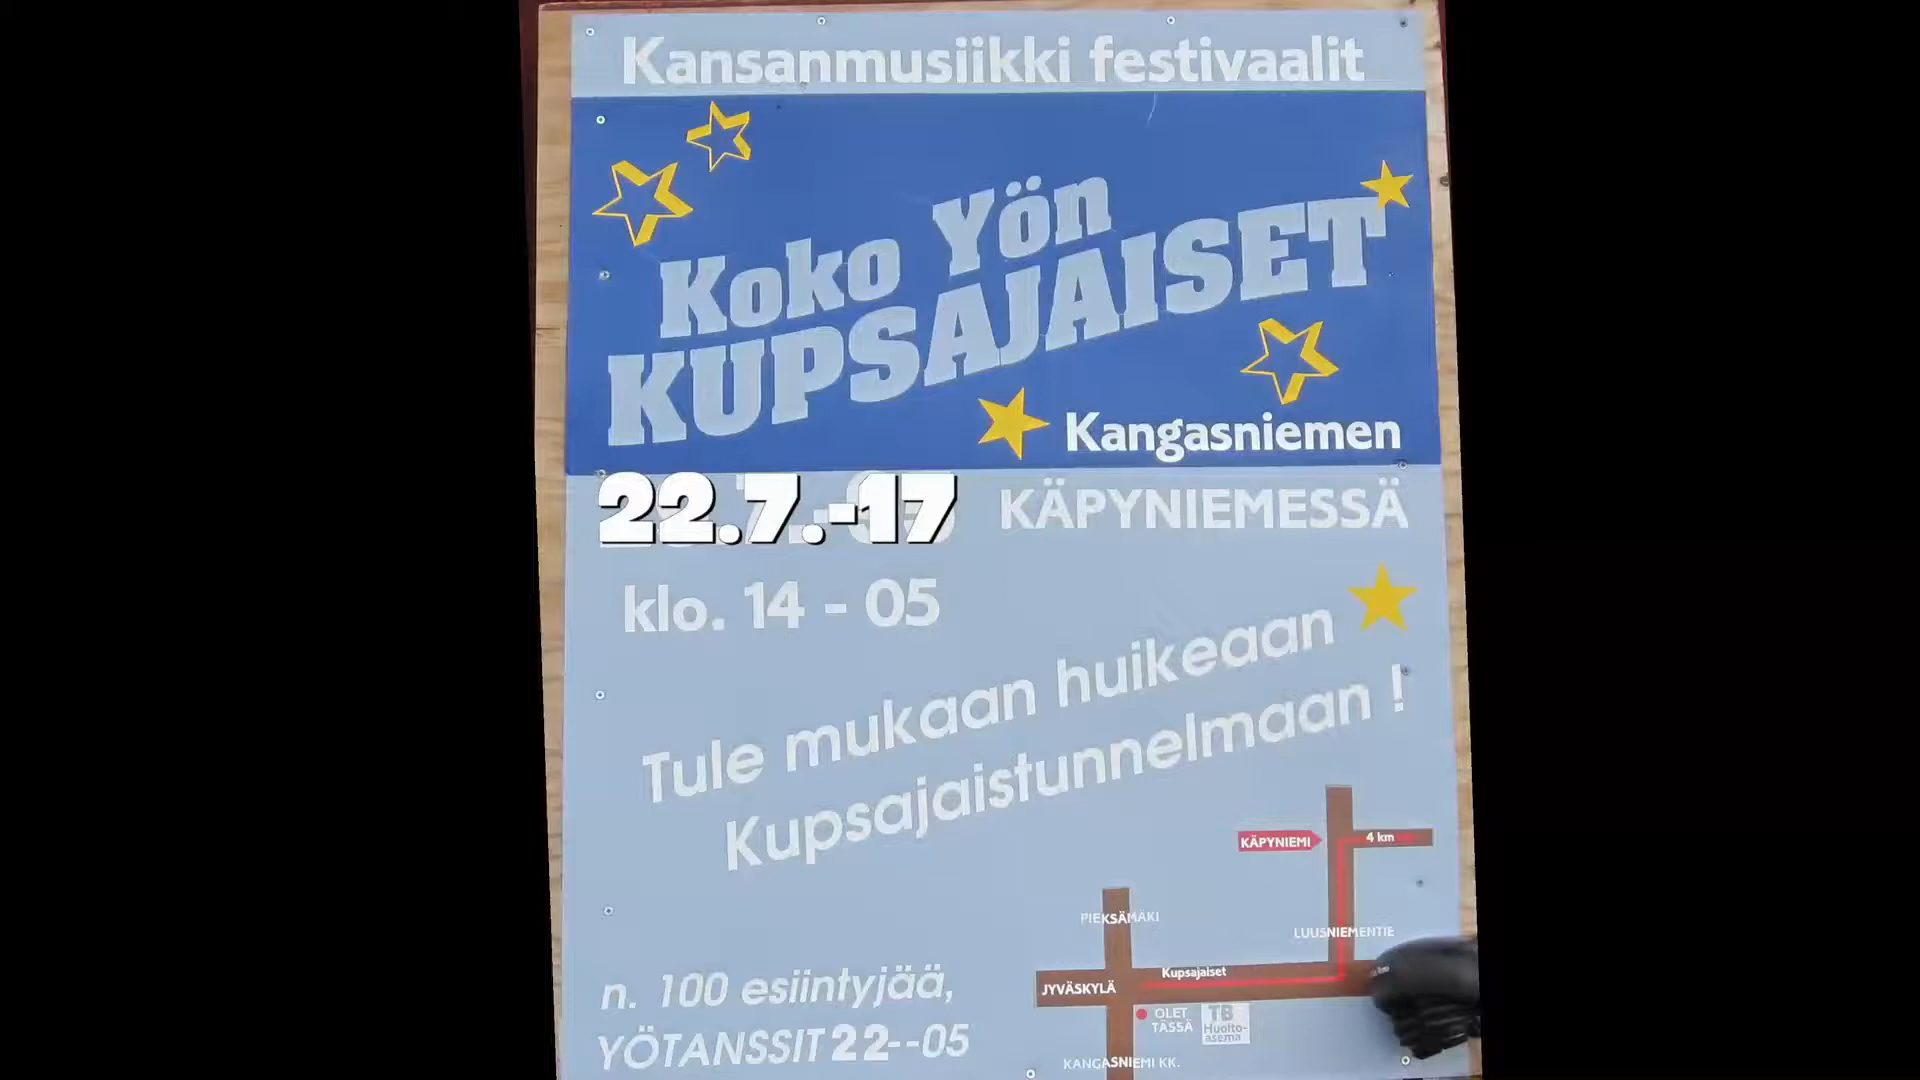 Kansanmusiikki festivaalit
Koko Yön
KUPSAJAISET
Kangasniemen
22.7.-17 KÄPYNIEMESSÄ
klo. 14 - 05
Tule mukaan huikeaan
Kupsajaistunnelmaan !
KÄPYNIEMI
4 km
PIEKSÄMÄKI
LUUSNIEMENTIE
Kupsajaiset
JYVÄSKYLÄ
OLET
TÄSSÄ
TB
Huolto-
asema
KANGASNIEMI KK.
n. 100 esiintyjää,
YÖTANSSIT 22--05